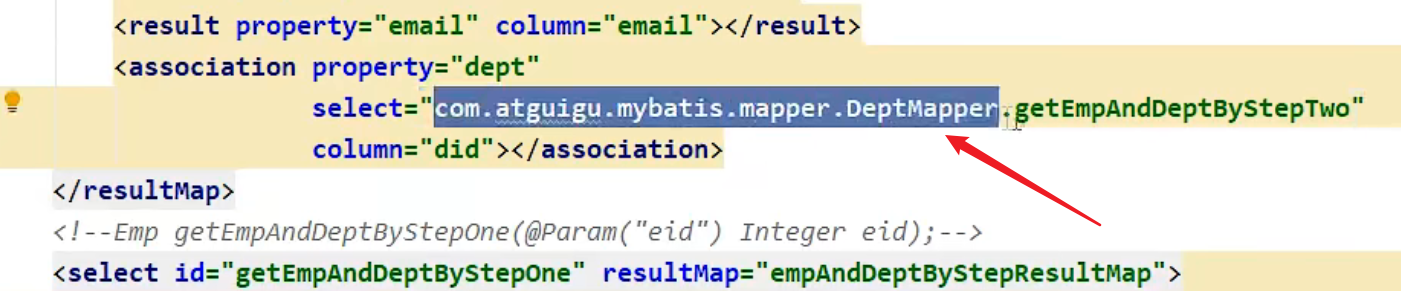 <result property="email" column="email"></result>
<association property="dept"
select="com.atguigu.mybatis.mapper.DeptMapper.getEmpAndDeptByStepTwo"
column="did"></association>
</resultMap>
<!--Emp getEmpAndDeptByStepOne(@Param("eid") Integer eid);-->
<select id="getEmpAndDeptByStepOne" resultMap="empAndDeptByStepResultMap">